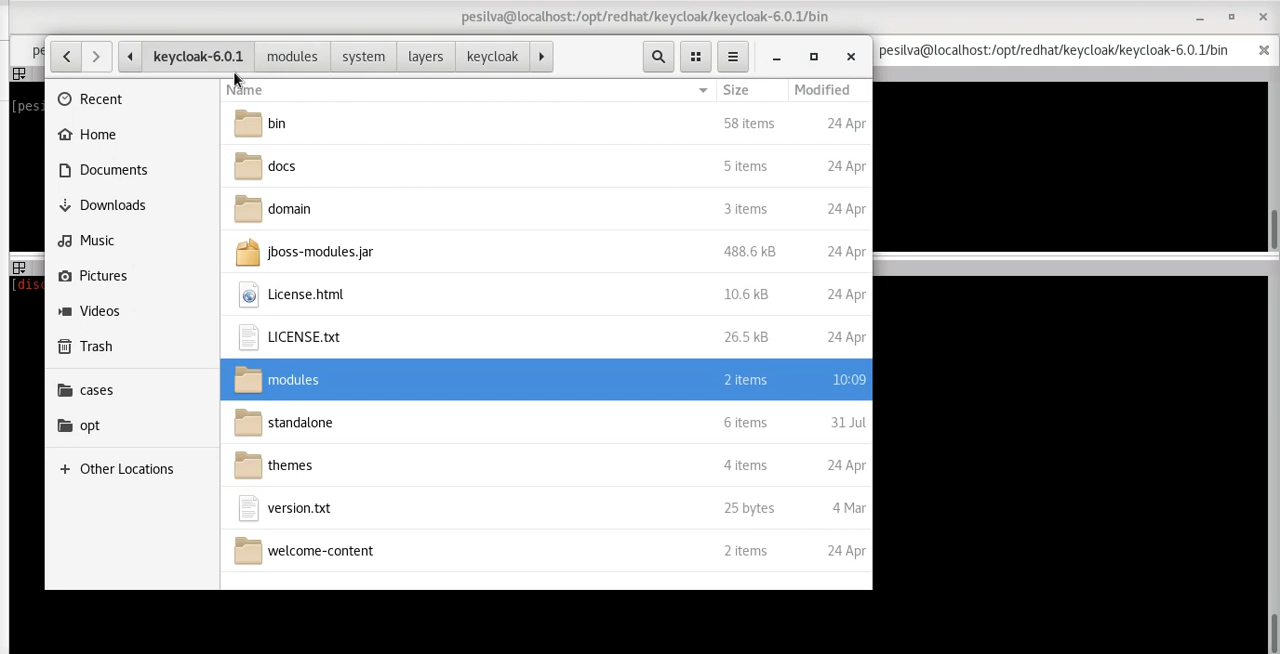 pesilva@localhost:/opt/redhat/keycloak/keycloak-6.0.1/bin
pesilva@localhost:/opt/redhat/keycloak/keycloak-6.0.1/bin
keycloak-6.0.1 modules system layers keycloak
Name Size Modified
Recent
Home
Documents
Downloads
Music
Pictures
Videos
Trash
cases
opt
Other Locations
bin 58 items 24 Apr
docs 5 items 24 Apr
domain 3 items 24 Apr
jboss-modules.jar 488.6 kB 24 Apr
License.html 10.6 kB 24 Apr
LICENSE.txt 26.5 kB 24 Apr
modules 2 items 10:09
standalone 6 items 31 Jul
themes 4 items 24 Apr
version.txt 25 bytes 4 Mar
welcome-content 2 items 24 Apr